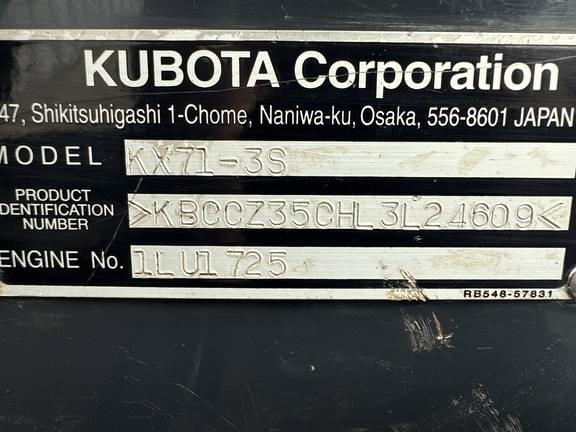 KUBOTA Corporation
47, Shikitsuhigashi 1-Chome, Naniwa-ku, Osaka, 556-8601 JAPAN
MODEL KX71-3S
PRODUCT
IDENTIFICATION
NUMBER >KBCCZ35CHL3L24609<
ENGINE No. 1LU1725
RB548-57831